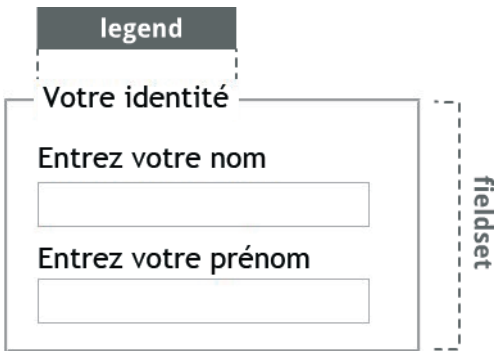 legend
Votre identité
Entrez votre nom
Entrez votre prénom
fieldset